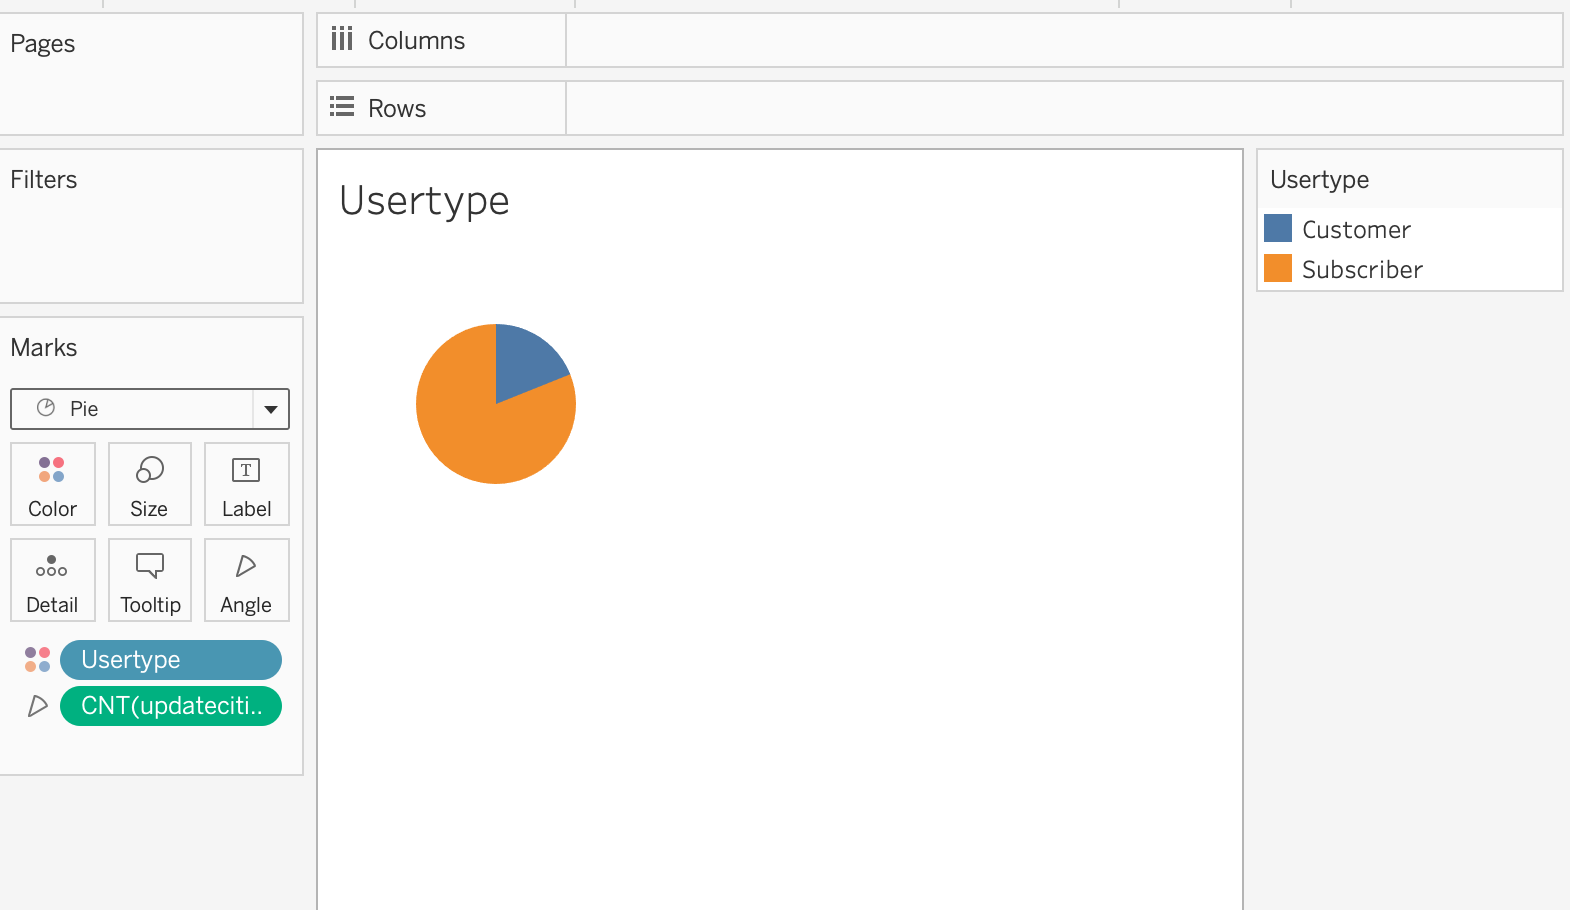 Pages
Columns
Rows
Filters
Usertype
Usertype
Customer
Subscriber
Marks
Pie
Color
Size
T
Label
Detail
Tooltip
Angle
Usertype
CNT(updateciti..